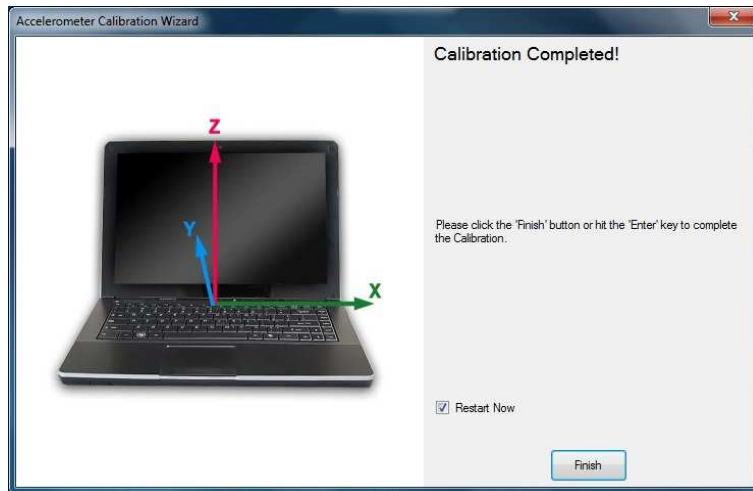 Accelerometer Calibration Wizard
Calibration Completed!
Z
Y
X
Please click the 'Finish' button or hit the 'Enter' key to complete
the Calibration.
Restart Now
Finish